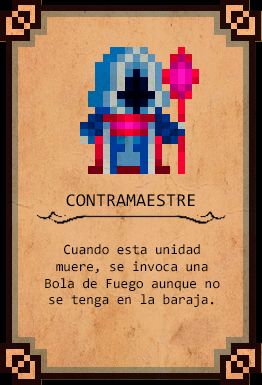 CONTRAMAESTRE
Cuando esta unidad
muere, se invoca una
Bola de Fuego aunque no
se tenga en la baraja.